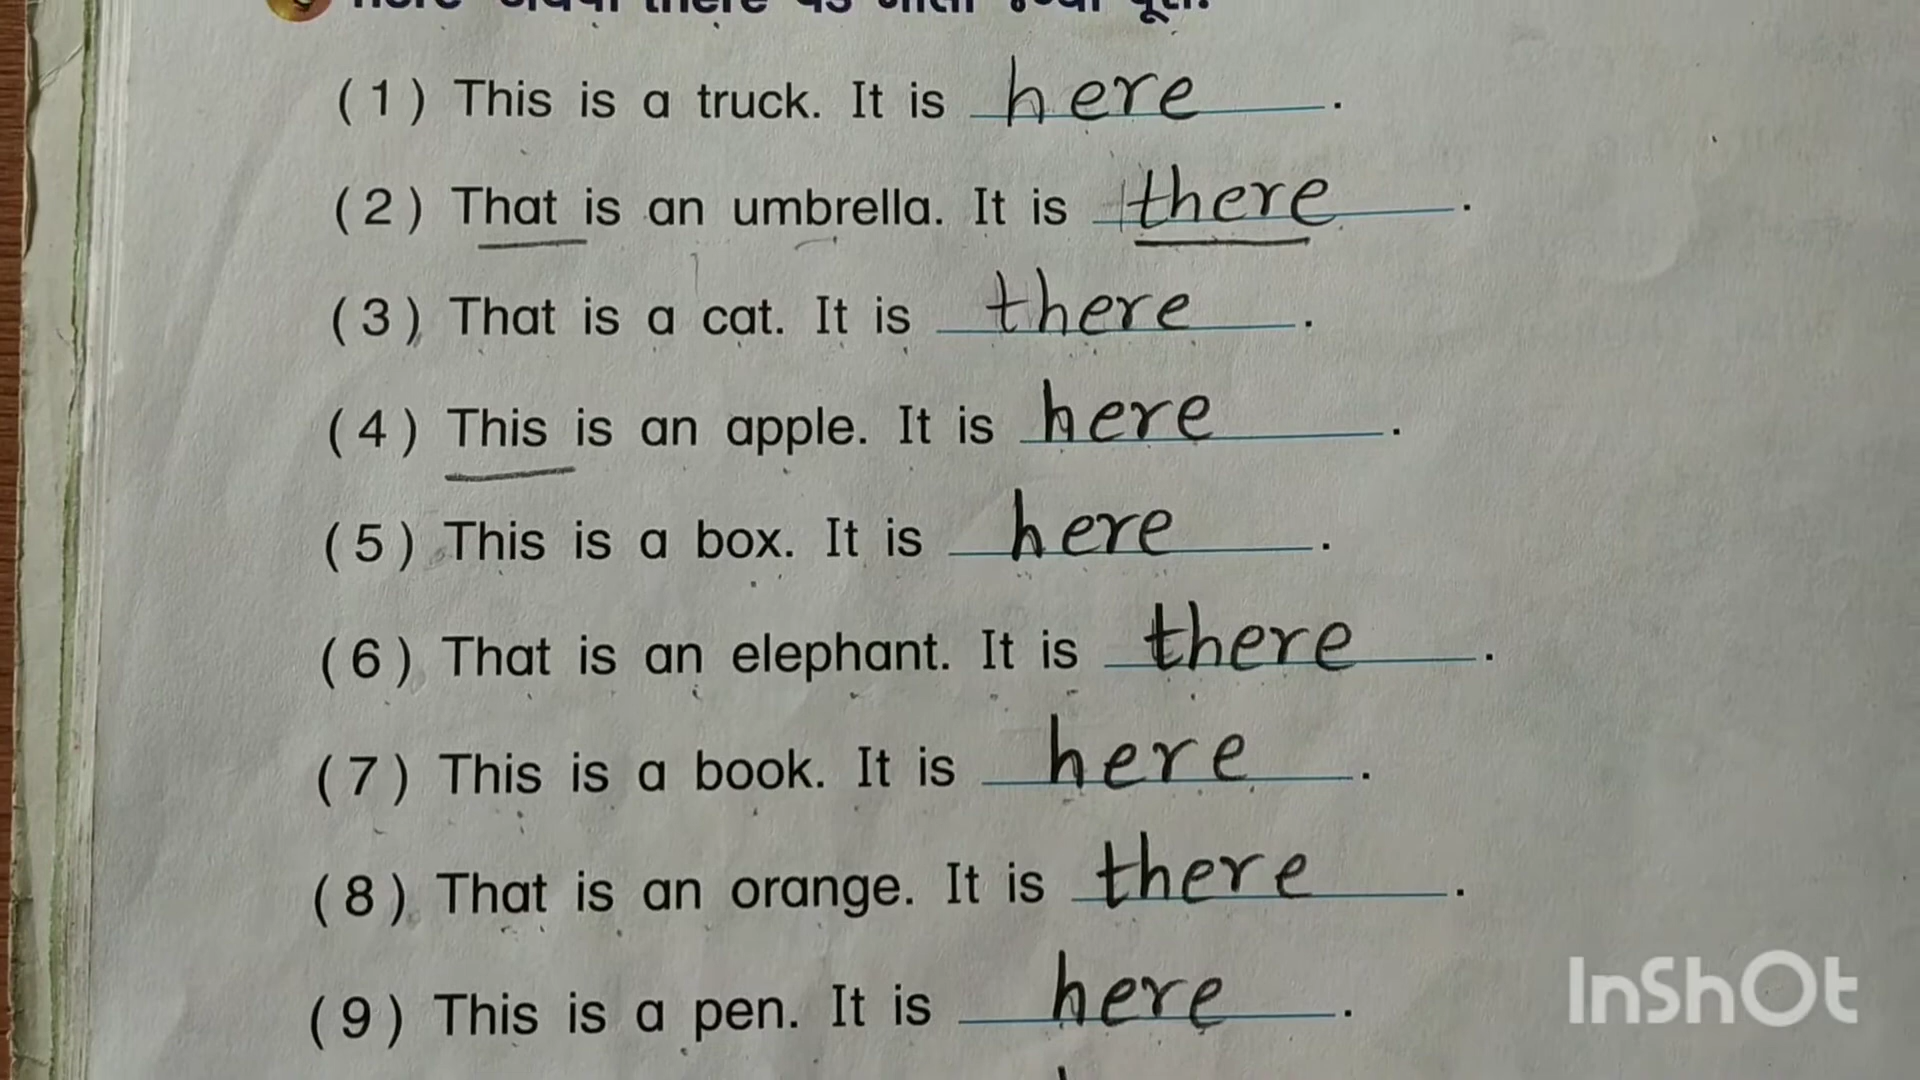 (1) This is a truck. It is here.
(2) That is an umbrella. It is there.
(3) That is a cat. It is there.
(4) This is an apple. It is here.
(5) This is a box. It is here.
(6) That is an elephant. It is there.
(7) This is a book. It is here.
(8) That is an orange. It is there.
(9) This is a pen. It is here.
InShOt